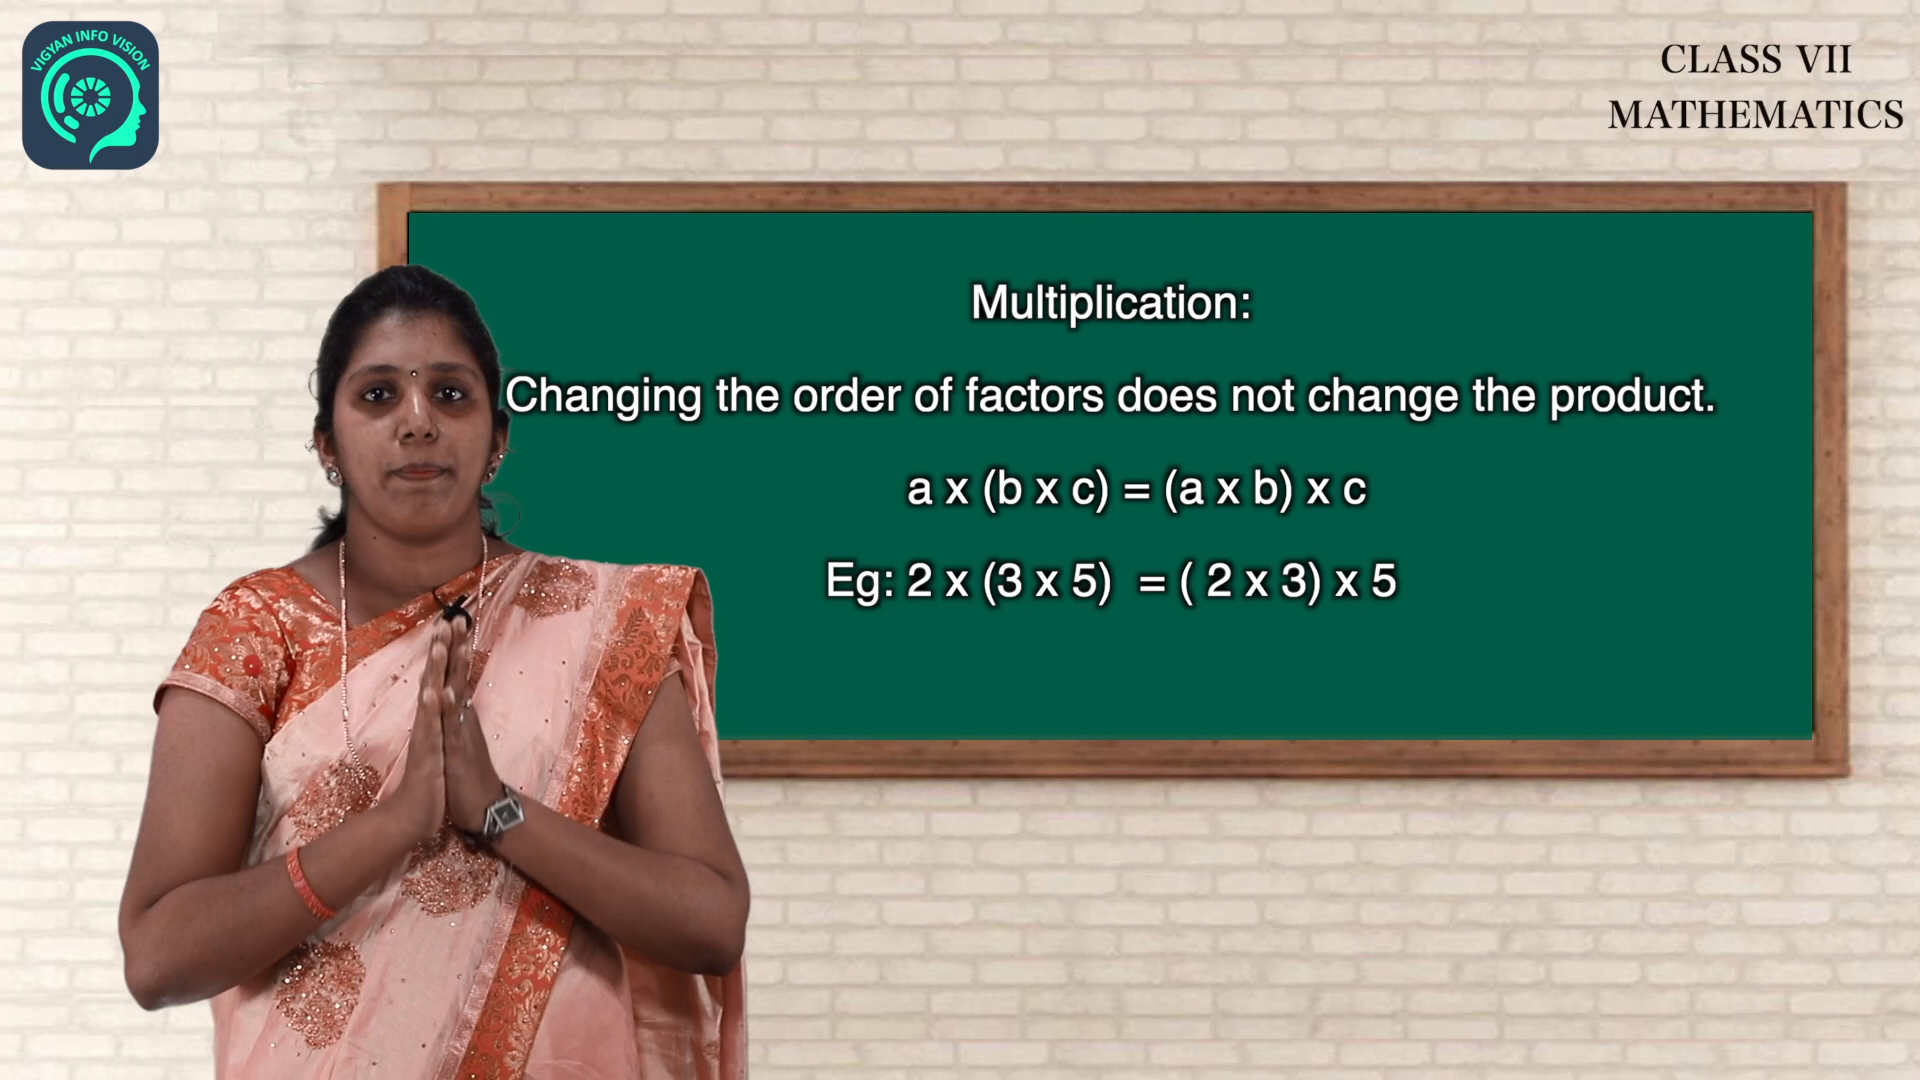 VIGYAN INFO VISION
CLASS VII
MATHEMATICS
Multiplication:
Changing the order of factors does not change the product.
a x (b x c) = (a x b) x c
Eg: 2 x (3 x 5)  = ( 2 x 3) x 5